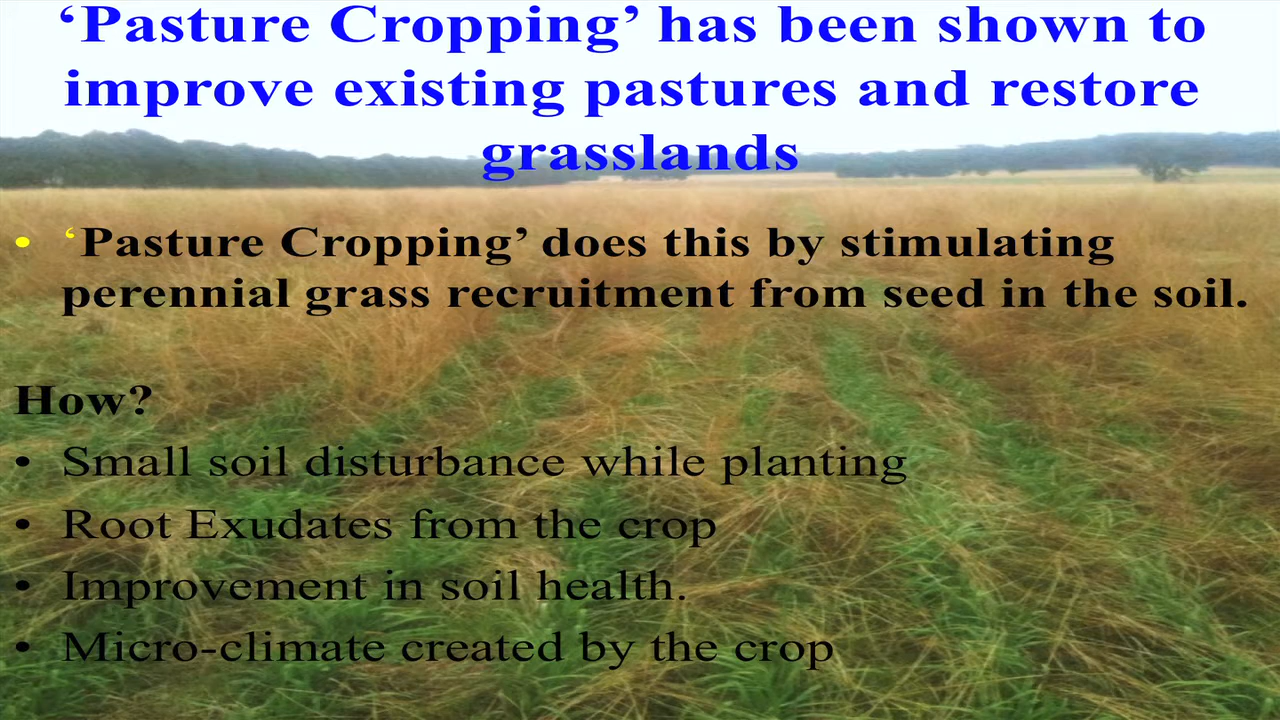 ‘Pasture Cropping’ has been shown to
improve existing pastures and restore
grasslands
• ‘Pasture Cropping’ does this by stimulating
perennial grass recruitment from seed in the soil.
How?
• Small soil disturbance while planting
• Root Exudates from the crop
• Improvement in soil health.
• Micro-climate created by the crop